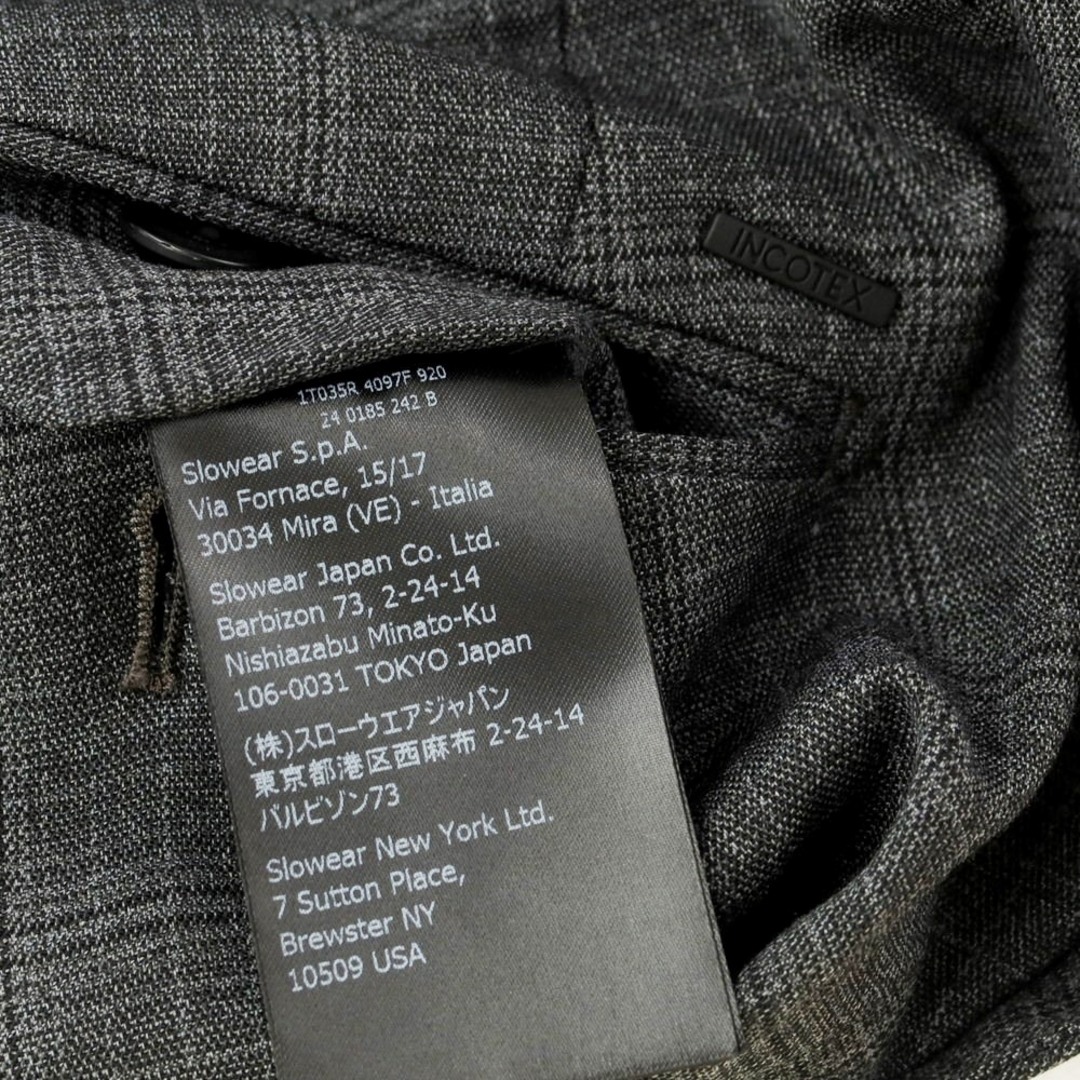 INCOTEX
1T035R 4097F 920
24 0185 242 B
Slowear S.p.A.
Via Fornace, 15/17
30034 Mira (VE) - Italia
Slowear Japan Co. Ltd.
Barbizon 73, 2-24-14
Nishiazabu Minato-Ku
106-0031 TOKYO Japan
(株)スローウエアジャパン
東京都港区西麻布 2-24-14
バルビゾン73
Slowear New York Ltd.
7 Sutton Place,
Brewster NY
10509 USA